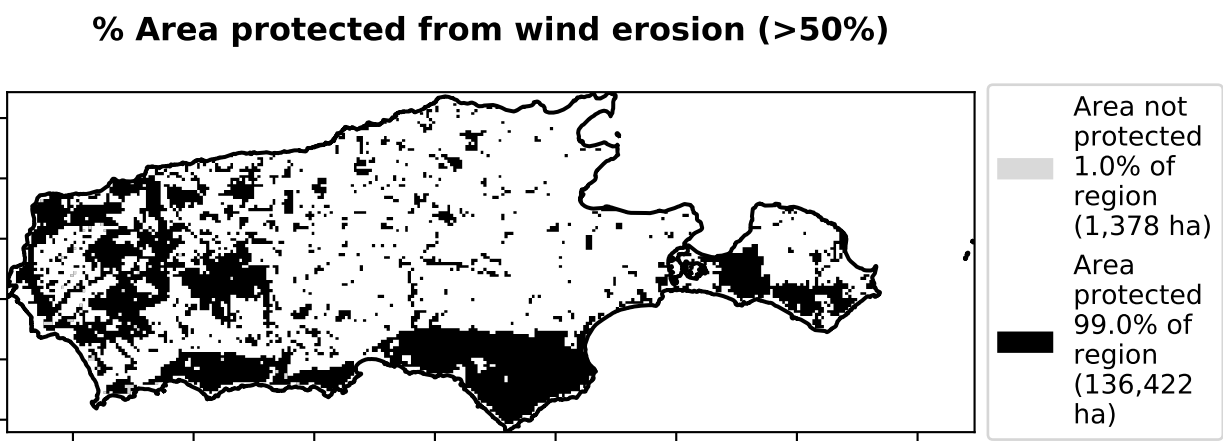 % Area protected from wind erosion (>50%)
Area not
protected
1.0% of
region
(1,378 ha)
Area
protected
99.0% of
region
(136,422
ha)